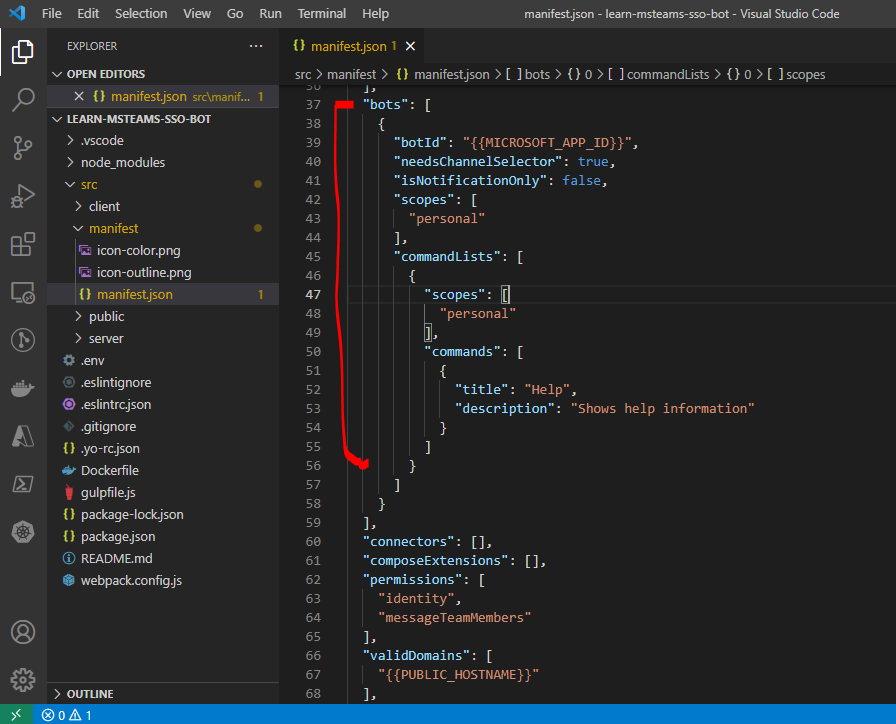 File Edit Selection View Go Run Terminal Help manifest.json - learn-msteams-sso-bot - Visual Studio Code
EXPLORER ...
OPEN EDITORS
{} manifest.json src\manif... 1
LEARN-MSTEAMS-SSO-BOT
.vscode
node_modules
src
client
manifest
icon-color.png
icon-outline.png
{} manifest.json 1
public
server
.env
.eslintignore
.eslintrc.json
.gitignore
{} .yo-rc.json
Dockerfile
gulpfile.js
{} package-lock.json
{} package.json
README.md
webpack.config.js
OUTLINE
{} manifest.json 1
src > manifest > {} manifest.json > [ ] bots > {} 0 > [ ] commandLists > {} 0 > [ ] scopes
36 ],
37 "bots": [
38 {
39 "botId": "{{MICROSOFT_APP_ID}}",
40 "needsChannelSelector": true,
41 "isNotificationOnly": false,
42 "scopes": [
43 "personal"
44 ],
45 "commandLists": [
46 {
47 "scopes": [
48 "personal"
49 ],
50 "commands": [
51 {
52 "title": "Help",
53 "description": "Shows help information"
54 }
55 ]
56 }
57 ]
58 }
59 ],
60 "connectors": [],
61 "composeExtensions": [],
62 "permissions": [
63 "identity",
64 "messageTeamMembers"
65 ],
66 "validDomains": [
67 "{{PUBLIC_HOSTNAME}}"
68 ],
0 1